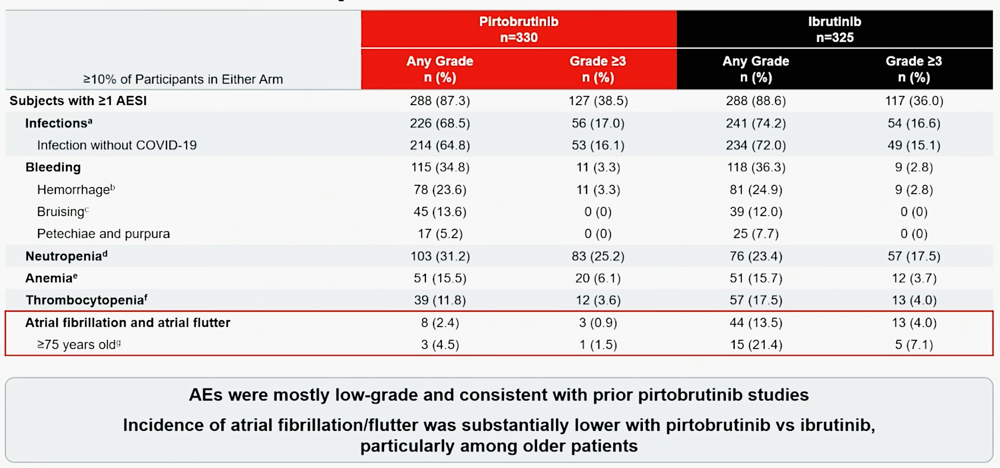 Pirtobrutinib Ibrutinib
n=330 n=325
Any Grade Grade ≥3 Any Grade Grade ≥3
≥10% of Participants in Either Arm n (%) n (%) n (%) n (%)
Subjects with ≥1 AESI 288 (87.3) 127 (38.5) 288 (88.6) 117 (36.0)
Infectionsᵃ 226 (68.5) 56 (17.0) 241 (74.2) 54 (16.6)
Infection without COVID-19 214 (64.8) 53 (16.1) 234 (72.0) 49 (15.1)
Bleeding 115 (34.8) 11 (3.3) 118 (36.3) 9 (2.8)
Hemorrhageᵇ 78 (23.6) 11 (3.3) 81 (24.9) 9 (2.8)
Bruisingᶜ 45 (13.6) 0 (0) 39 (12.0) 0 (0)
Petechiae and purpura 17 (5.2) 0 (0) 25 (7.7) 0 (0)
Neutropeniaᵈ 103 (31.2) 83 (25.2) 76 (23.4) 57 (17.5)
Anemiaᵉ 51 (15.5) 20 (6.1) 51 (15.7) 12 (3.7)
Thrombocytopeniaᶠ 39 (11.8) 12 (3.6) 57 (17.5) 13 (4.0)
Atrial fibrillation and atrial flutter 8 (2.4) 3 (0.9) 44 (13.5) 13 (4.0)
≥75 years oldᵍ 3 (4.5) 1 (1.5) 15 (21.4) 5 (7.1)
AEs were mostly low-grade and consistent with prior pirtobrutinib studies
Incidence of atrial fibrillation/flutter was substantially lower with pirtobrutinib vs ibrutinib,
particularly among older patients